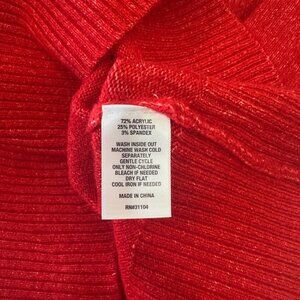 72% ACRYLIC
25% POLYESTER
3% SPANDEX
WASH INSIDE OUT
MACHINE WASH COLD
SEPARATELY
GENTLE CYCLE
ONLY NON-CHLORINE
BLEACH IF NEEDED
DRY FLAT
COOL IRON IF NEEDED
MADE IN CHINA
RN#31104